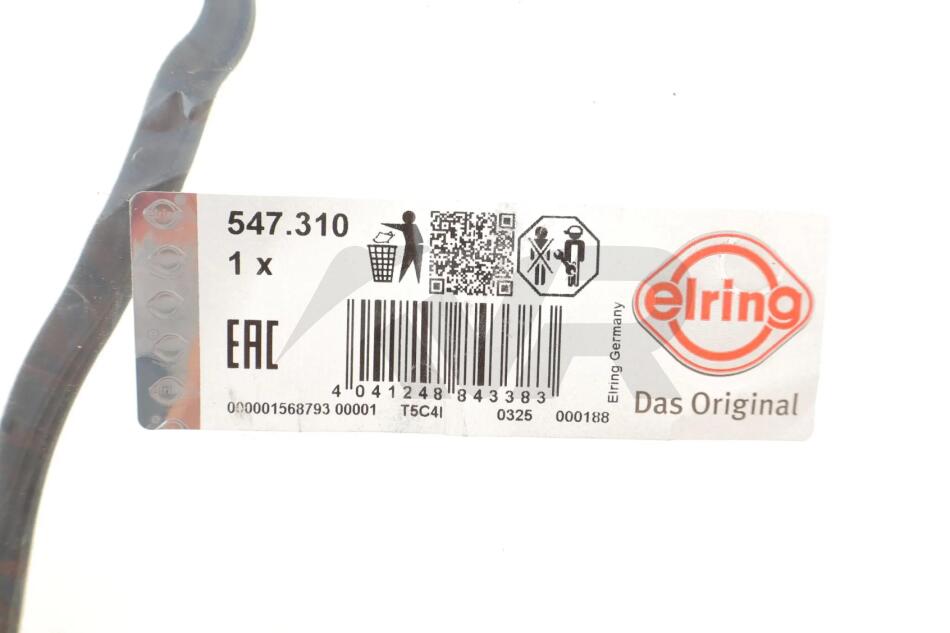 547.310
1 x
EAC
4 041248 843383
000001568793 00001 T5C4I 0325 000188
Elring Germany
elring
Das Original